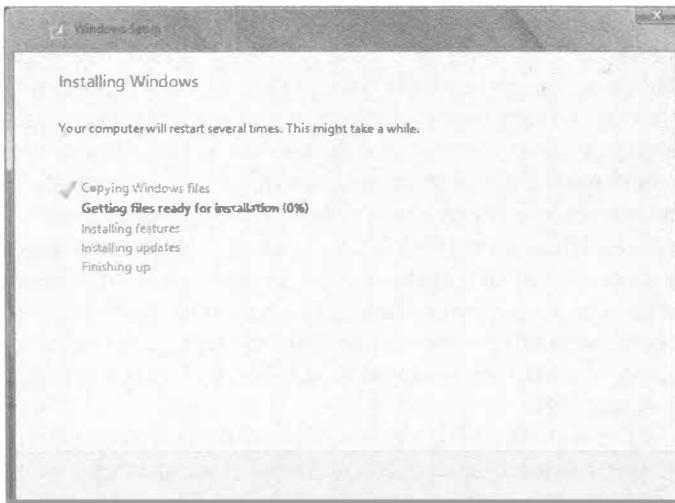 Windows Setup
Installing Windows
Your computer will restart several times. This might take a while.
Copying Windows files
Getting files ready for installation (0%)
Installing features
Installing updates
Finishing up